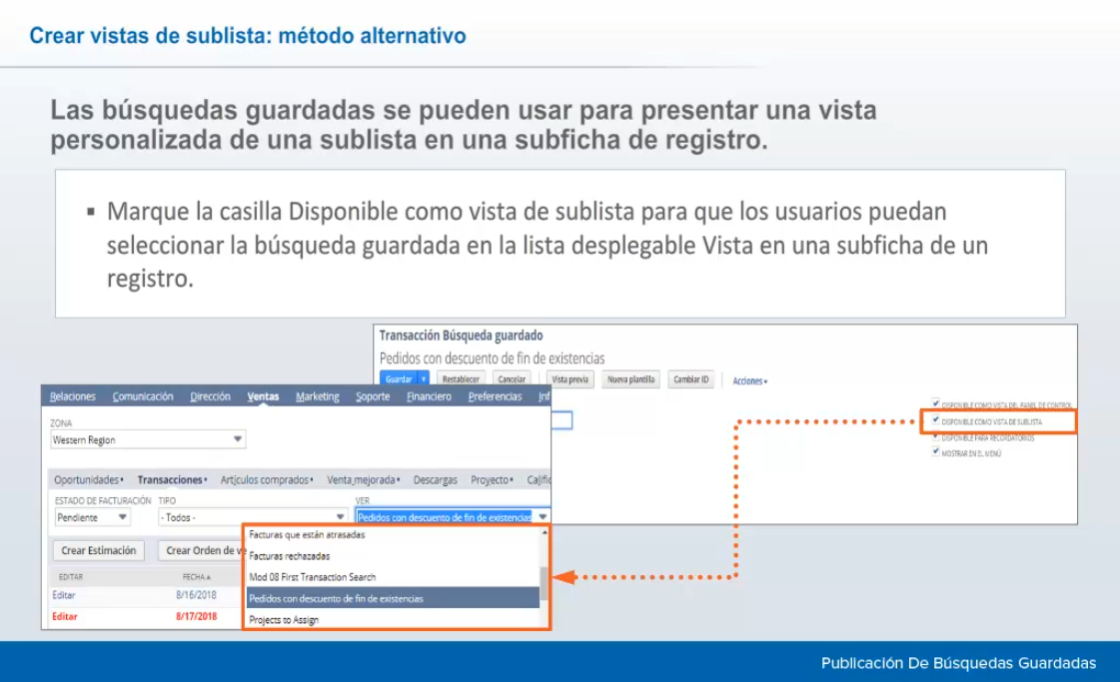 Crear vistas de sublista: método alternativo
Las búsquedas guardadas se pueden usar para presentar una vista
personalizada de una sublista en una subficha de registro.
▪ Marque la casilla Disponible como vista de sublista para que los usuarios puedan
seleccionar la búsqueda guardada en la lista desplegable Vista en una subficha de un
registro.
Transacción Búsqueda guardado
Pedidos con descuento de fin de existencias
Guardar Restablecer Cancelar Vista previa Nueva plantilla Cambiar ID Acciones
DISPONIBLE COMO VISTA DEL PANEL DE CONTROL
DISPONIBLE COMO VISTA DE SUBLISTA
DISPONIBLE PARA RECORDATORIOS
MOSTRAR EN EL MENÚ
Relaciones Comunicación Dirección Ventas Marketing Soporte Financiero Preferencias Inf
ZONA
Western Region
Oportunidades Transacciones Artículos comprados Venta mejorada Descargas Proyecto Califi
ESTADO DE FACTURACIÓN TIPO VER
Pendiente - Todos - Pedidos con descuento de fin de existencias
Crear Estimación Crear Orden de ve
Facturas que están atrasadas
Facturas rechazadas
Mod 08 First Transaction Search
Pedidos con descuento de fin de existencias
Projects to Assign
EDITAR FECHA
Editar 8/16/2018
Editar 8/17/2018
Publicación De Búsquedas Guardadas